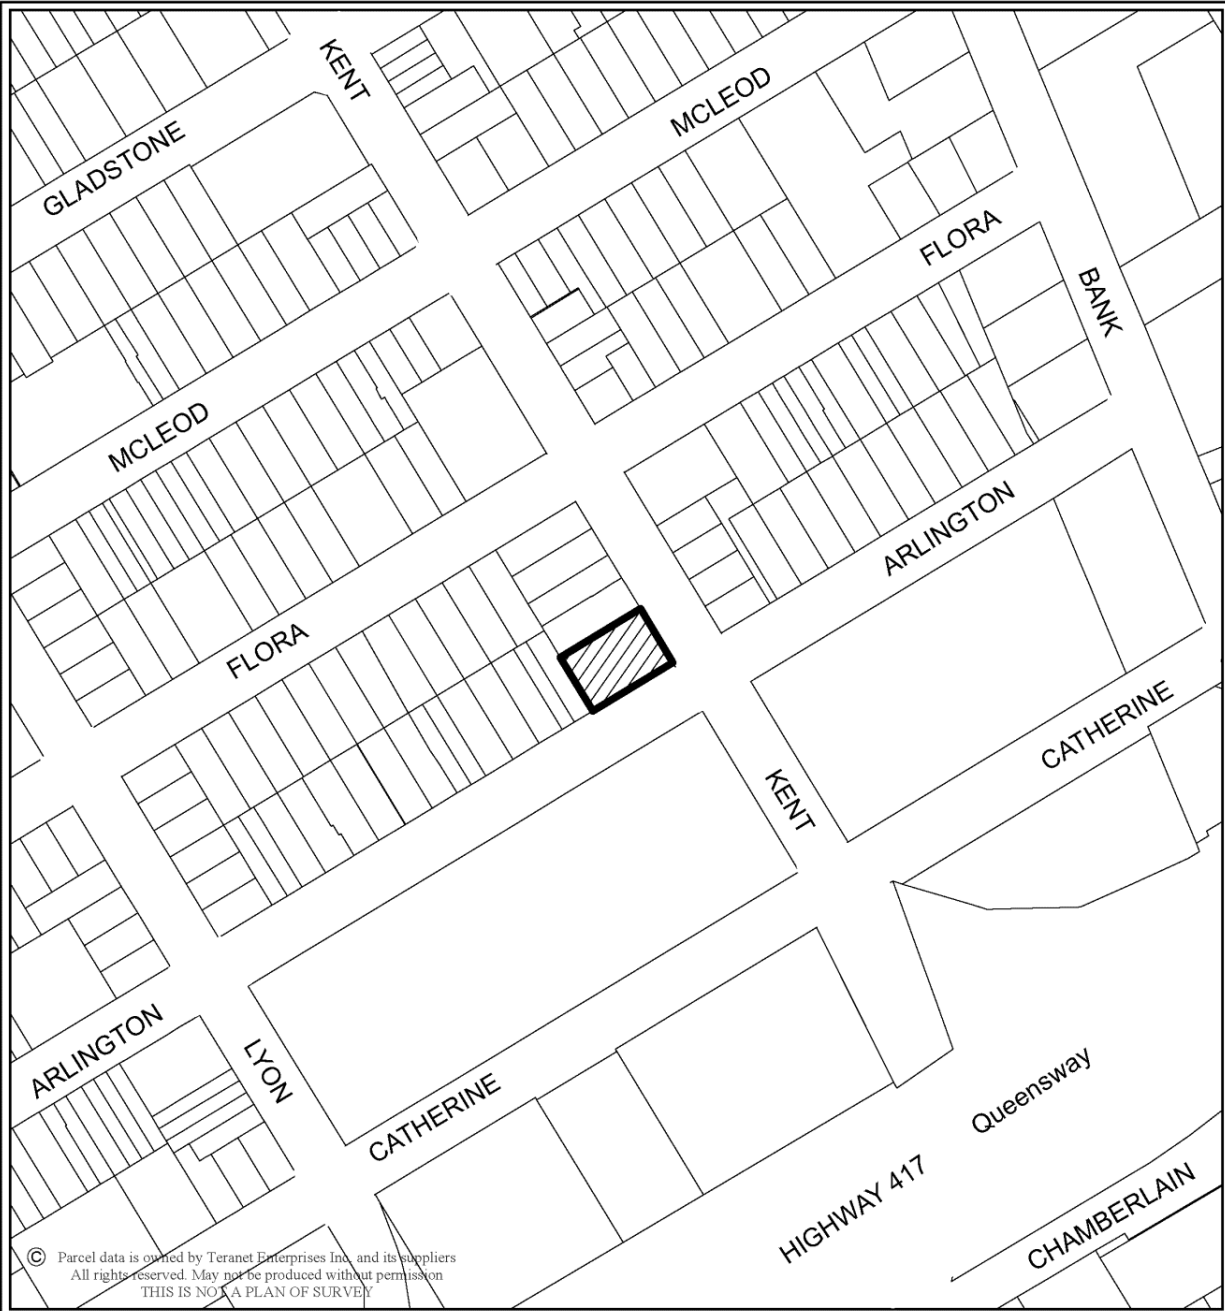 KENT
MCLEOD
GLADSTONE
FLORA
BANK
MCLEOD
ARLINGTON
FLORA
CATHERINE
KENT
ARLINGTON
LYON
CATHERINE
Queensway
HIGHWAY 417
CHAMBERLAIN
© Parcel data is owned by Teranet Enterprises Inc. and its suppliers
All rights reserved. May not be produced without permission
THIS IS NOT A PLAN OF SURVEY